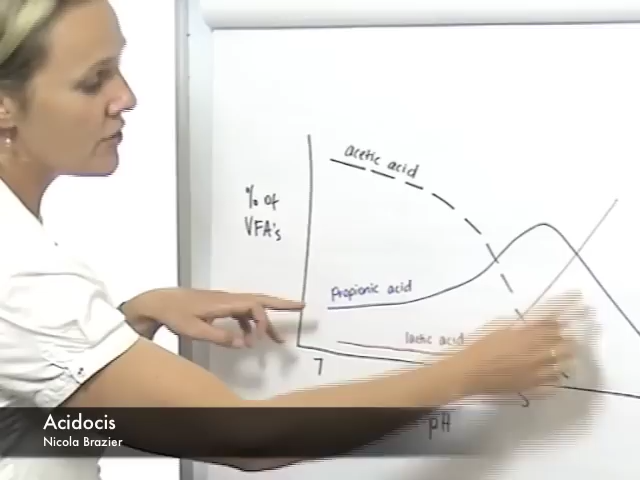 acetic acid
% of
VFA's
Propionic acid
lactic acid
7
5
pH
Acidocis
Nicola Brazier